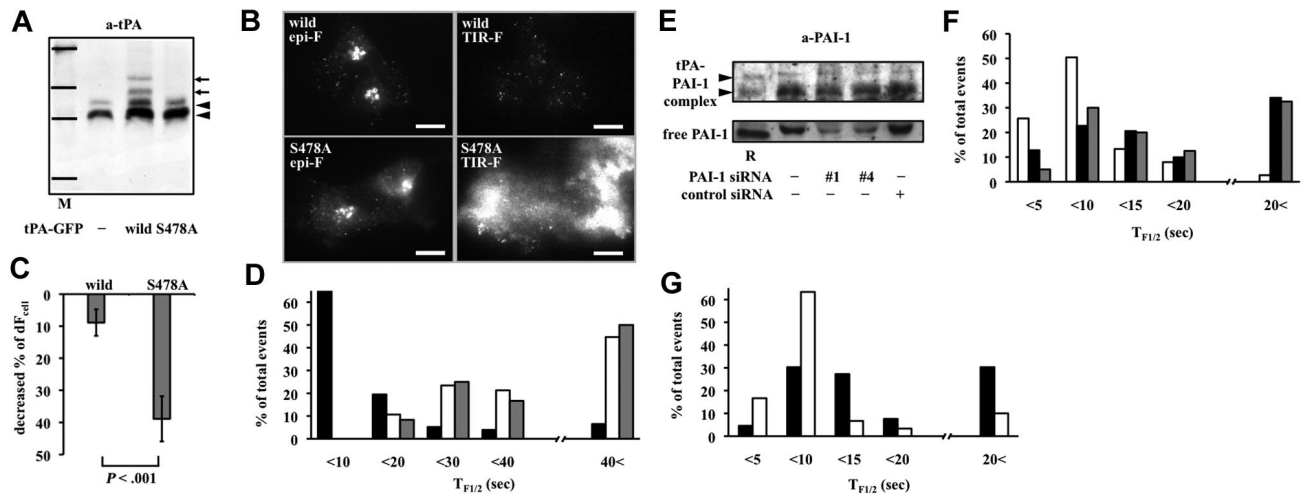 A
a-tPA
M
tPA-GFP – wild S478A
B
wild
epi-F
wild
TIR-F
S478A
epi-F
S478A
TIR-F
C
wild S478A
0
10
20
30
40
50
decreased % of dFcell
P < .001
D
% of total events
60
50
40
30
20
10
0
<10 <20 <30 <40 40<
TF1/2 (sec)
E
a-PAI-1
tPA-
PAI-1
complex
free PAI-1
R
PAI-1 siRNA – #1 #4 –
control siRNA – – – +
F
% of total events
60
50
40
30
20
10
0
<5 <10 <15 <20 20<
TF1/2 (sec)
G
% of total events
60
50
40
30
20
10
0
<5 <10 <15 <20 20<
TF1/2 (sec)